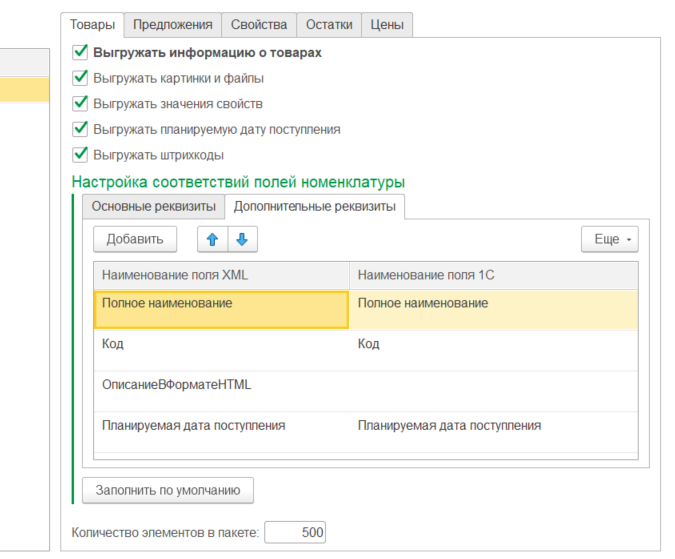 Товары Предложения Свойства Остатки Цены
Выгружать информацию о товарах
Выгружать картинки и файлы
Выгружать значения свойств
Выгружать планируемую дату поступления
Выгружать штрихкоды
Настройка соответствий полей номенклатуры
Основные реквизиты Дополнительные реквизиты
Добавить Еще
Наименование поля XML Наименование поля 1С
Полное наименование Полное наименование
Код Код
ОписаниеВФорматеHTML
Планируемая дата поступления Планируемая дата поступления
Заполнить по умолчанию
Количество элементов в пакете: 500